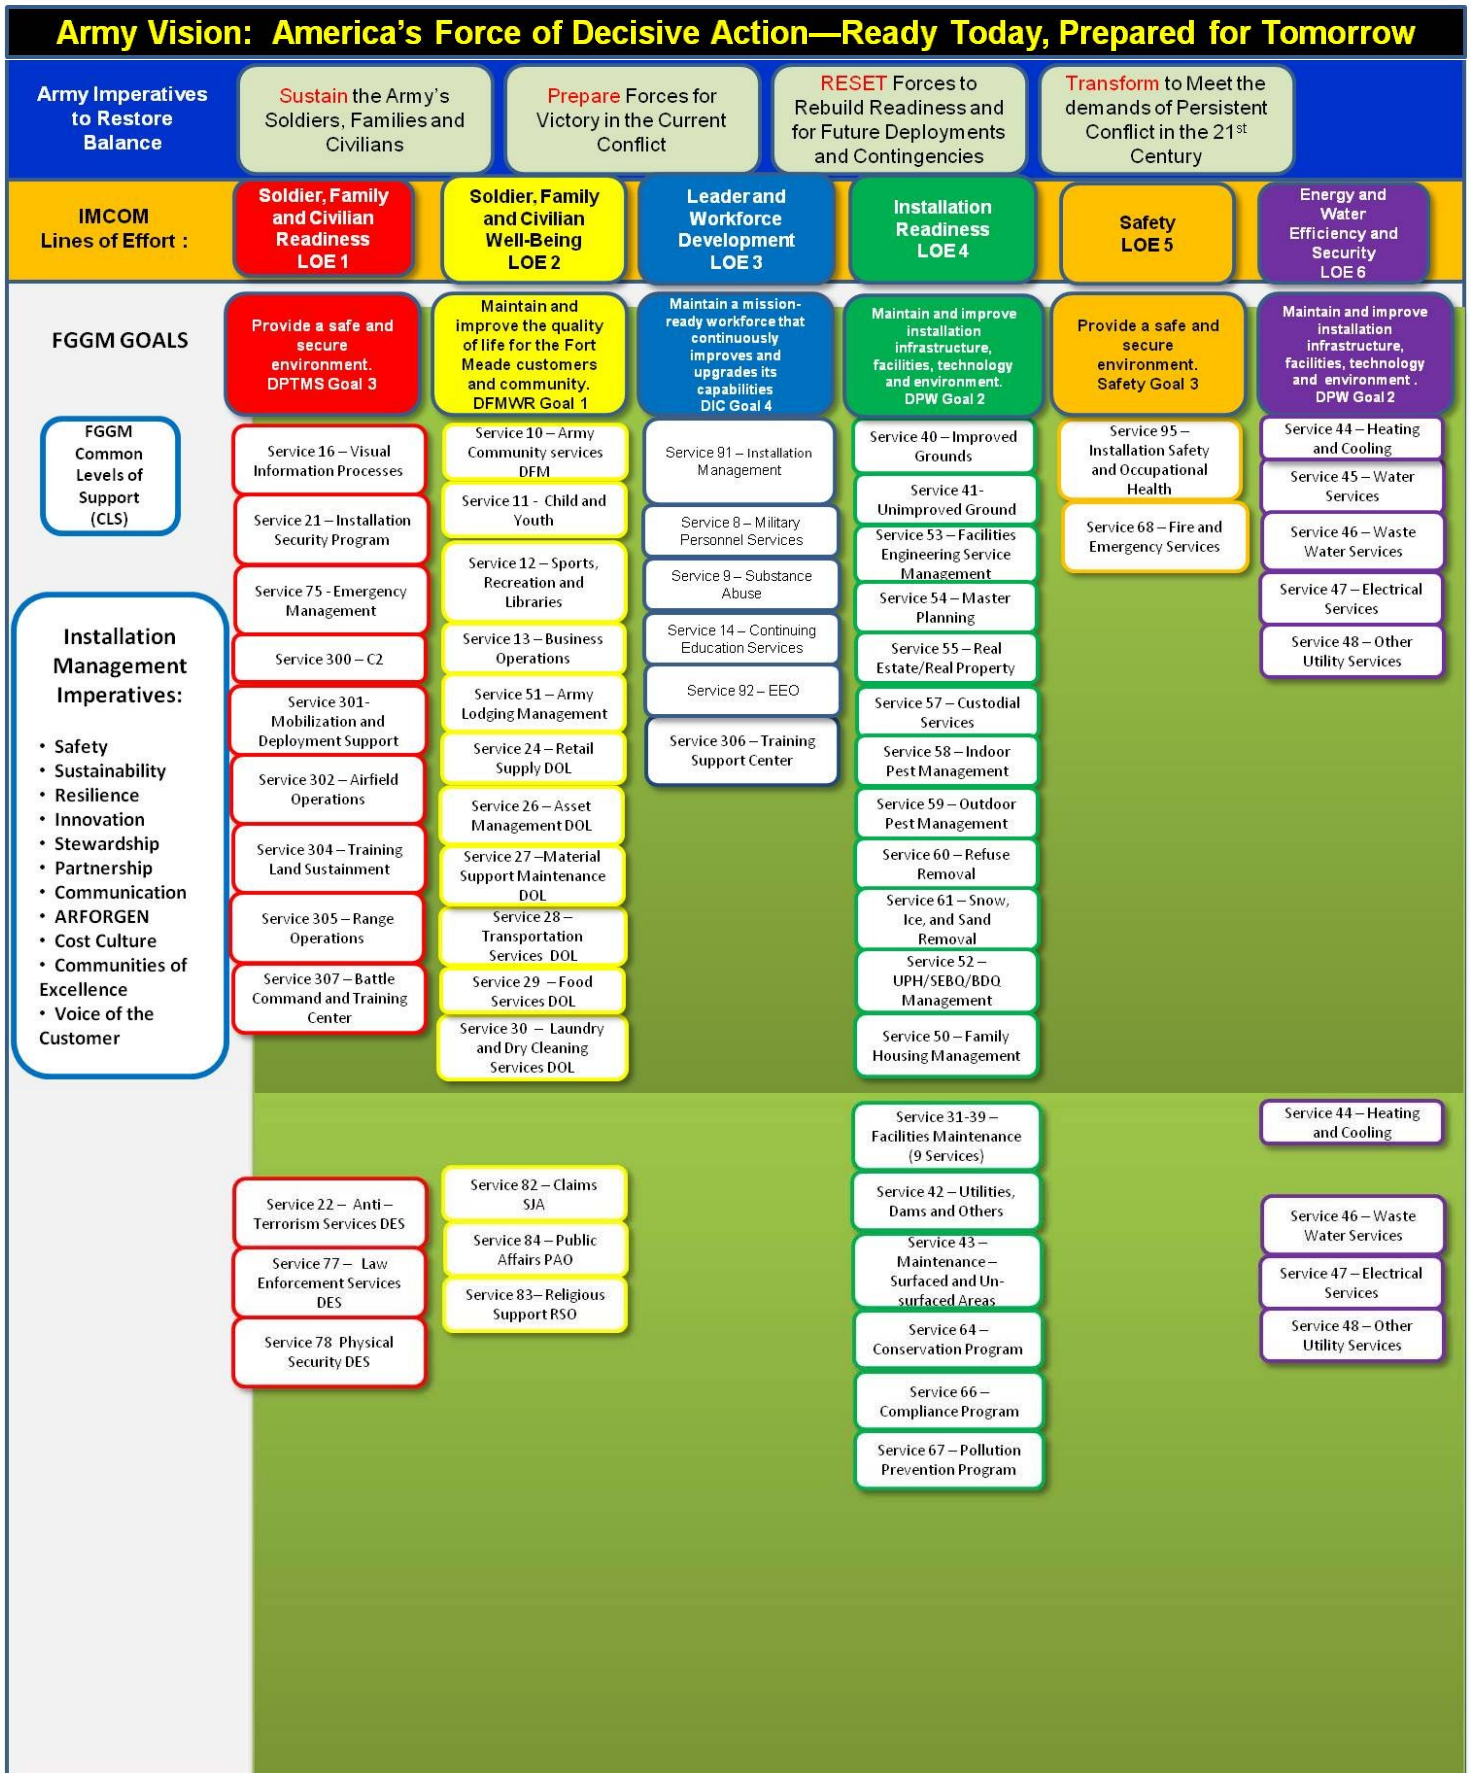 Army Vision: America's Force of Decisive Action—Ready Today, Prepared for Tomorrow
Army Imperatives
to Restore
Balance
Sustain the Army's
Soldiers, Families and
Civilians
Prepare Forces for
Victory in the Current
Conflict
RESET Forces to
Rebuild Readiness and
for Future Deployments
and Contingencies
Transform to Meet the
demands of Persistent
Conflict in the 21st
Century
IMCOM
Lines of Effort :
Soldier, Family
and Civilian
Readiness
LOE 1
Soldier, Family
and Civilian
Well-Being
LOE 2
Leader and
Workforce
Development
LOE 3
Installation
Readiness
LOE 4
Safety
LOE 5
Energy and
Water
Efficiency and
Security
LOE 6
FGGM GOALS
Provide a safe and
secure
environment.
DPTMS Goal 3
Maintain and
improve the quality
of life for the Fort
Meade customers
and community.
DFMWR Goal 1
Maintain a mission-
ready workforce that
continuously
improves and
upgrades its
capabilities
DIC Goal 4
Maintain and improve
installation
infrastructure,
facilities, technology
and environment.
DPW Goal 2
Provide a safe and
secure
environment.
Safety Goal 3
Maintain and improve
installation
infrastructure,
facilities, technology
and environment .
DPW Goal 2
FGGM
Common
Levels of
Support
(CLS)
Installation
Management
Imperatives:
• Safety
• Sustainability
• Resilience
• Innovation
• Stewardship
• Partnership
• Communication
• ARFORGEN
• Cost Culture
• Communities of
Excellence
• Voice of the
Customer
Service 16 – Visual
Information Processes
Service 21 – Installation
Security Program
Service 75 - Emergency
Management
Service 300 – C2
Service 301-
Mobilization and
Deployment Support
Service 302 – Airfield
Operations
Service 304 – Training
Land Sustainment
Service 305 – Range
Operations
Service 307 – Battle
Command and Training
Center
Service 22 – Anti –
Terrorism Services DES
Service 77 – Law
Enforcement Services
DES
Service 78 Physical
Security DES
Service 10 – Army
Community services
DFM
Service 11 - Child and
Youth
Service 12 – Sports,
Recreation and
Libraries
Service 13 – Business
Operations
Service 51 – Army
Lodging Management
Service 24 – Retail
Supply DOL
Service 26 – Asset
Management DOL
Service 27 –Material
Support Maintenance
DOL
Service 28 –
Transportation
Services DOL
Service 29 – Food
Services DOL
Service 30 – Laundry
and Dry Cleaning
Services DOL
Service 82 – Claims
SJA
Service 84 – Public
Affairs PAO
Service 83– Religious
Support RSO
Service 91 – Installation
Management
Service 8 – Military
Personnel Services
Service 9 – Substance
Abuse
Service 14 – Continuing
Education Services
Service 92 – EEO
Service 306 – Training
Support Center
Service 40 – Improved
Grounds
Service 41-
Unimproved Ground
Service 53 – Facilities
Engineering Service
Management
Service 54 – Master
Planning
Service 55 – Real
Estate/Real Property
Service 57 – Custodial
Services
Service 58 – Indoor
Pest Management
Service 59 – Outdoor
Pest Management
Service 60 – Refuse
Removal
Service 61 – Snow,
Ice, and Sand
Removal
Service 52 –
UPH/SEBQ/BDQ
Management
Service 50 – Family
Housing Management
Service 31-39 –
Facilities Maintenance
(9 Services)
Service 42 – Utilities,
Dams and Others
Service 43 –
Maintenance –
Surfaced and Un-
surfaced Areas
Service 64 –
Conservation Program
Service 66 –
Compliance Program
Service 67 – Pollution
Prevention Program
Service 95 –
Installation Safety
and Occupational
Health
Service 68 – Fire and
Emergency Services
Service 44 – Heating
and Cooling
Service 45 – Water
Services
Service 46 – Waste
Water Services
Service 47 – Electrical
Services
Service 48 – Other
Utility Services
Service 44 – Heating
and Cooling
Service 46 – Waste
Water Services
Service 47 – Electrical
Services
Service 48 – Other
Utility Services